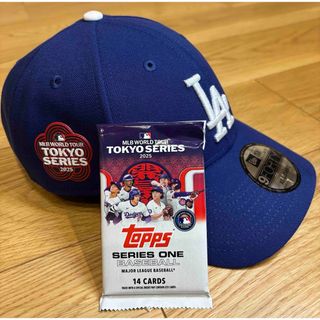 LA
MLB WORLD TOUR
TOKYO SERIES
2025
MLB WORLD TOUR
TOKYO
SERIES
2025
topps
SERIES ONE
BASEBALL
MAJOR LEAGUE BASEBALL
14 CARDS